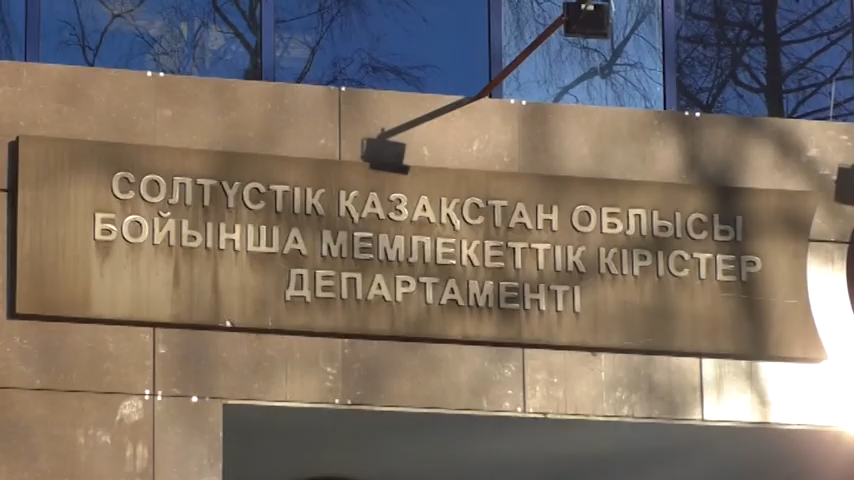 СОЛТҮСТІК ҚАЗАҚСТАН ОБЛЫСЫ
БОЙЫНША МЕМЛЕКЕТТІК КІРІСТЕР
ДЕПАРТАМЕНТІ